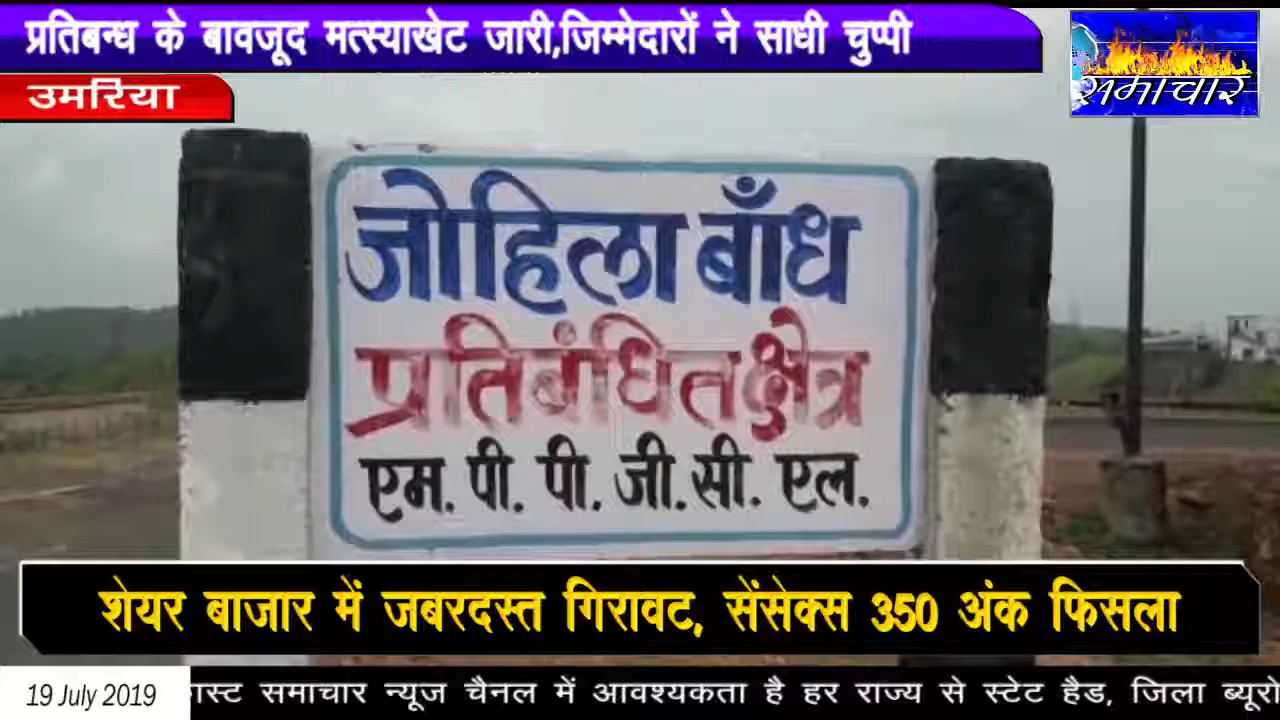 प्रतिबन्ध के बावजूद मत्स्याखेट जारी,जिम्मेदारों ने साधी चुप्पी
समाचार
उमरिया
जोहिला बाँध
प्रतिबंधित क्षेत्र
एम. पी. पी. जी. सी. एल.
शेयर बाजार में जबरदस्त गिरावट, सेंसेक्स 350 अंक फिसला
19 July 2019
समाचार न्यूज चैनल में आवश्यकता है हर राज्य से स्टेट हैड, जिला ब्यूरो